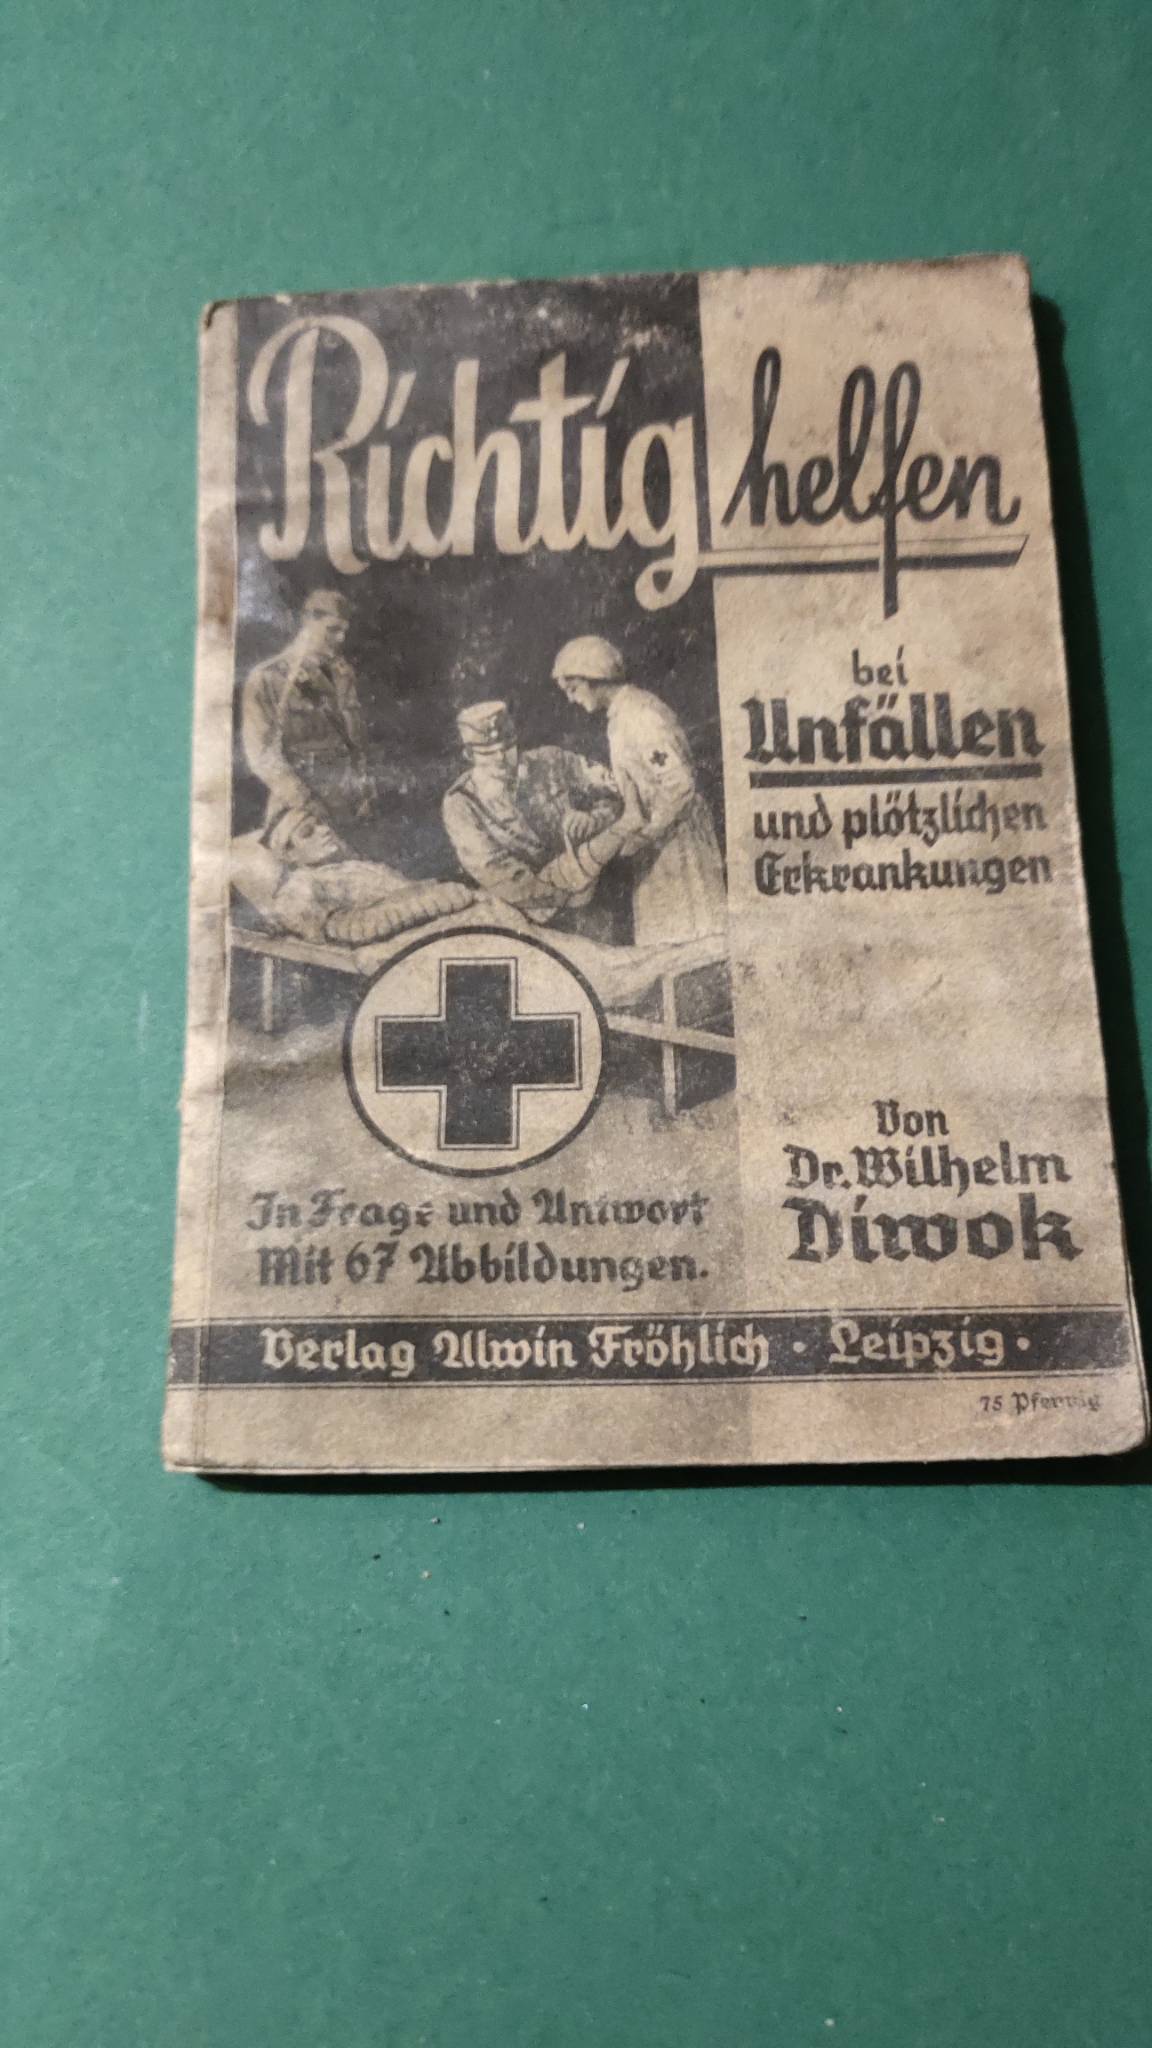 Richtig helfen
bei
Unfällen
und plötzlichen
Erkrankungen
Von
Dr. Wilhelm
Diwok
In Frage und Antwort
Mit 67 Abbildungen.
Verlag Alwin Fröhlich · Leipzig ·
75 Pfennig